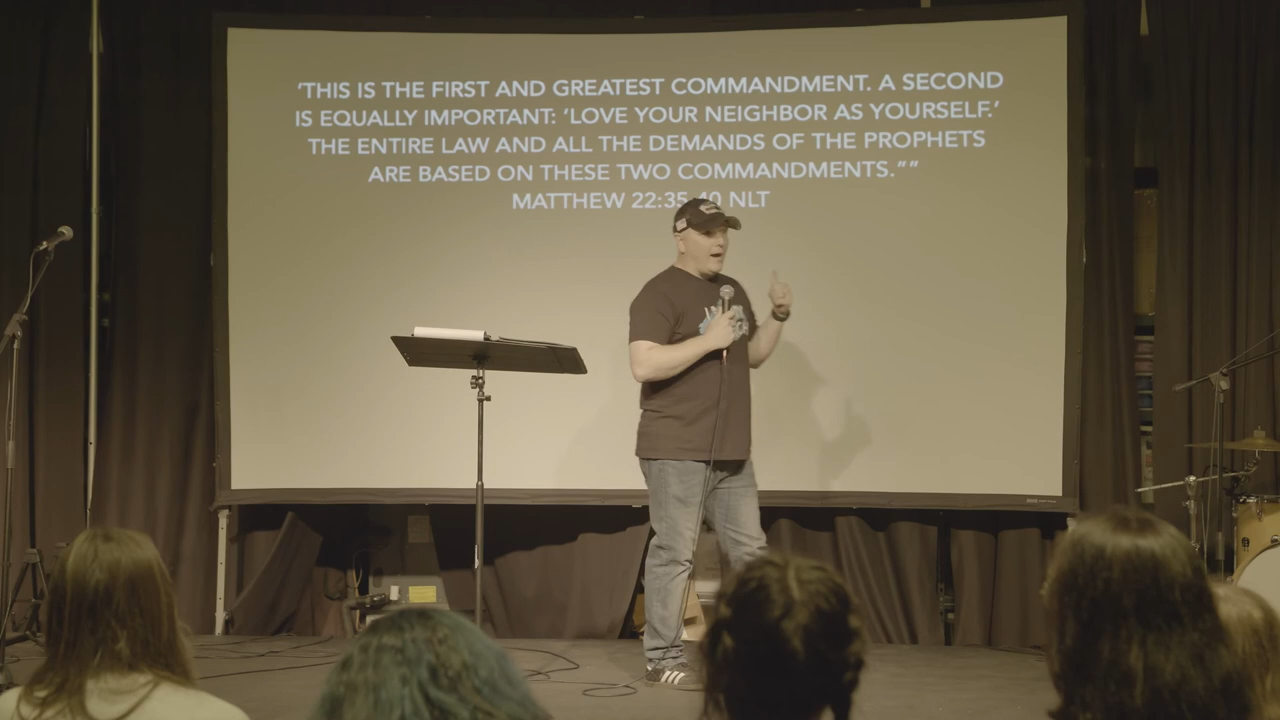 'THIS IS THE FIRST AND GREATEST COMMANDMENT. A SECOND
IS EQUALLY IMPORTANT: 'LOVE YOUR NEIGHBOR AS YOURSELF.'
THE ENTIRE LAW AND ALL THE DEMANDS OF THE PROPHETS
ARE BASED ON THESE TWO COMMANDMENTS.""
MATTHEW 22:35-40 NLT